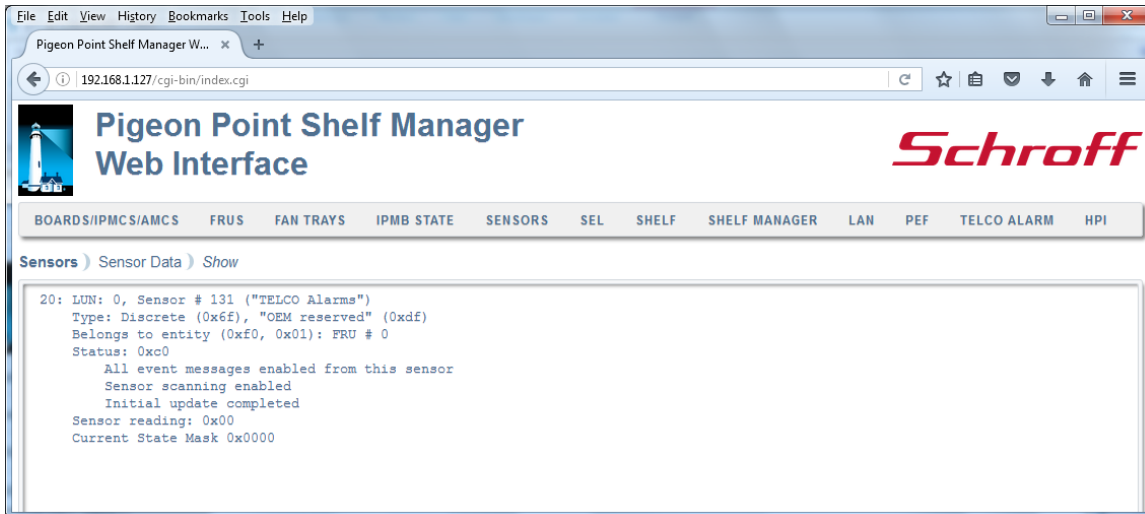 File Edit View History Bookmarks Tools Help
Pigeon Point Shelf Manager W... × +
192.168.1.127/cgi-bin/index.cgi
Pigeon Point Shelf Manager
Web Interface
Schroff
BOARDS/IPMCS/AMCS FRUS FAN TRAYS IPMB STATE SENSORS SEL SHELF SHELF MANAGER LAN PEF TELCO ALARM HPI
Sensors ) Sensor Data ) Show
20: LUN: 0, Sensor # 131 ("TELCO Alarms")
Type: Discrete (0x6f), "OEM reserved" (0xdf)
Belongs to entity (0xf0, 0x01): FRU # 0
Status: 0xc0
All event messages enabled from this sensor
Sensor scanning enabled
Initial update completed
Sensor reading: 0x00
Current State Mask 0x0000